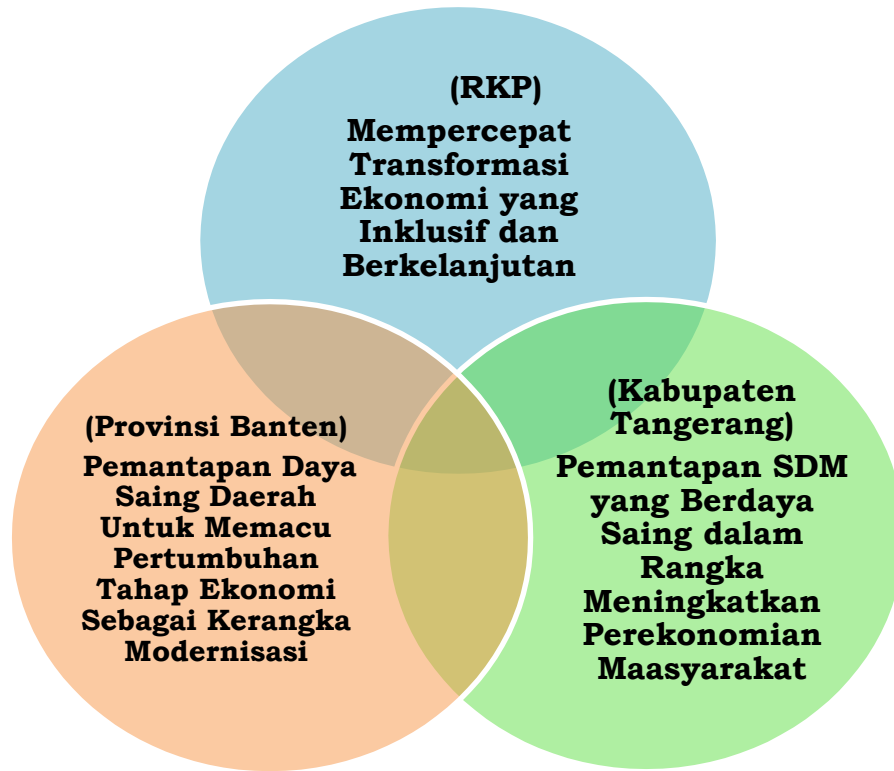 (RKP)
Mempercepat
Transformasi
Ekonomi yang
Inklusif dan
Berkelanjutan
(Provinsi Banten)
Pemantapan Daya
Saing Daerah
Untuk Memacu
Pertumbuhan
Tahap Ekonomi
Sebagai Kerangka
Modernisasi
(Kabupaten
Tangerang)
Pemantapan SDM
yang Berdaya
Saing dalam
Rangka
Meningkatkan
Perekonomian
Maasyarakat